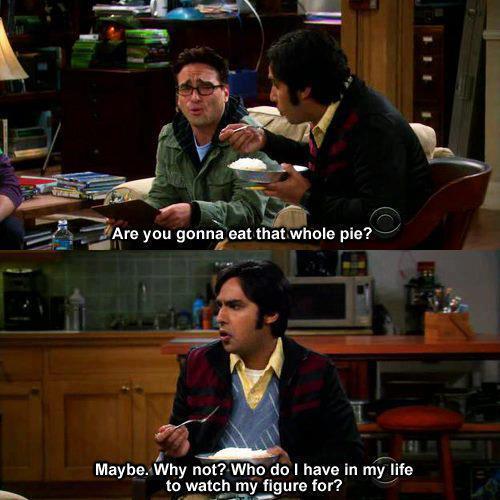 Are you gonna eat that whole pie?
Maybe. Why not? Who do I have in my life
to watch my figure for?